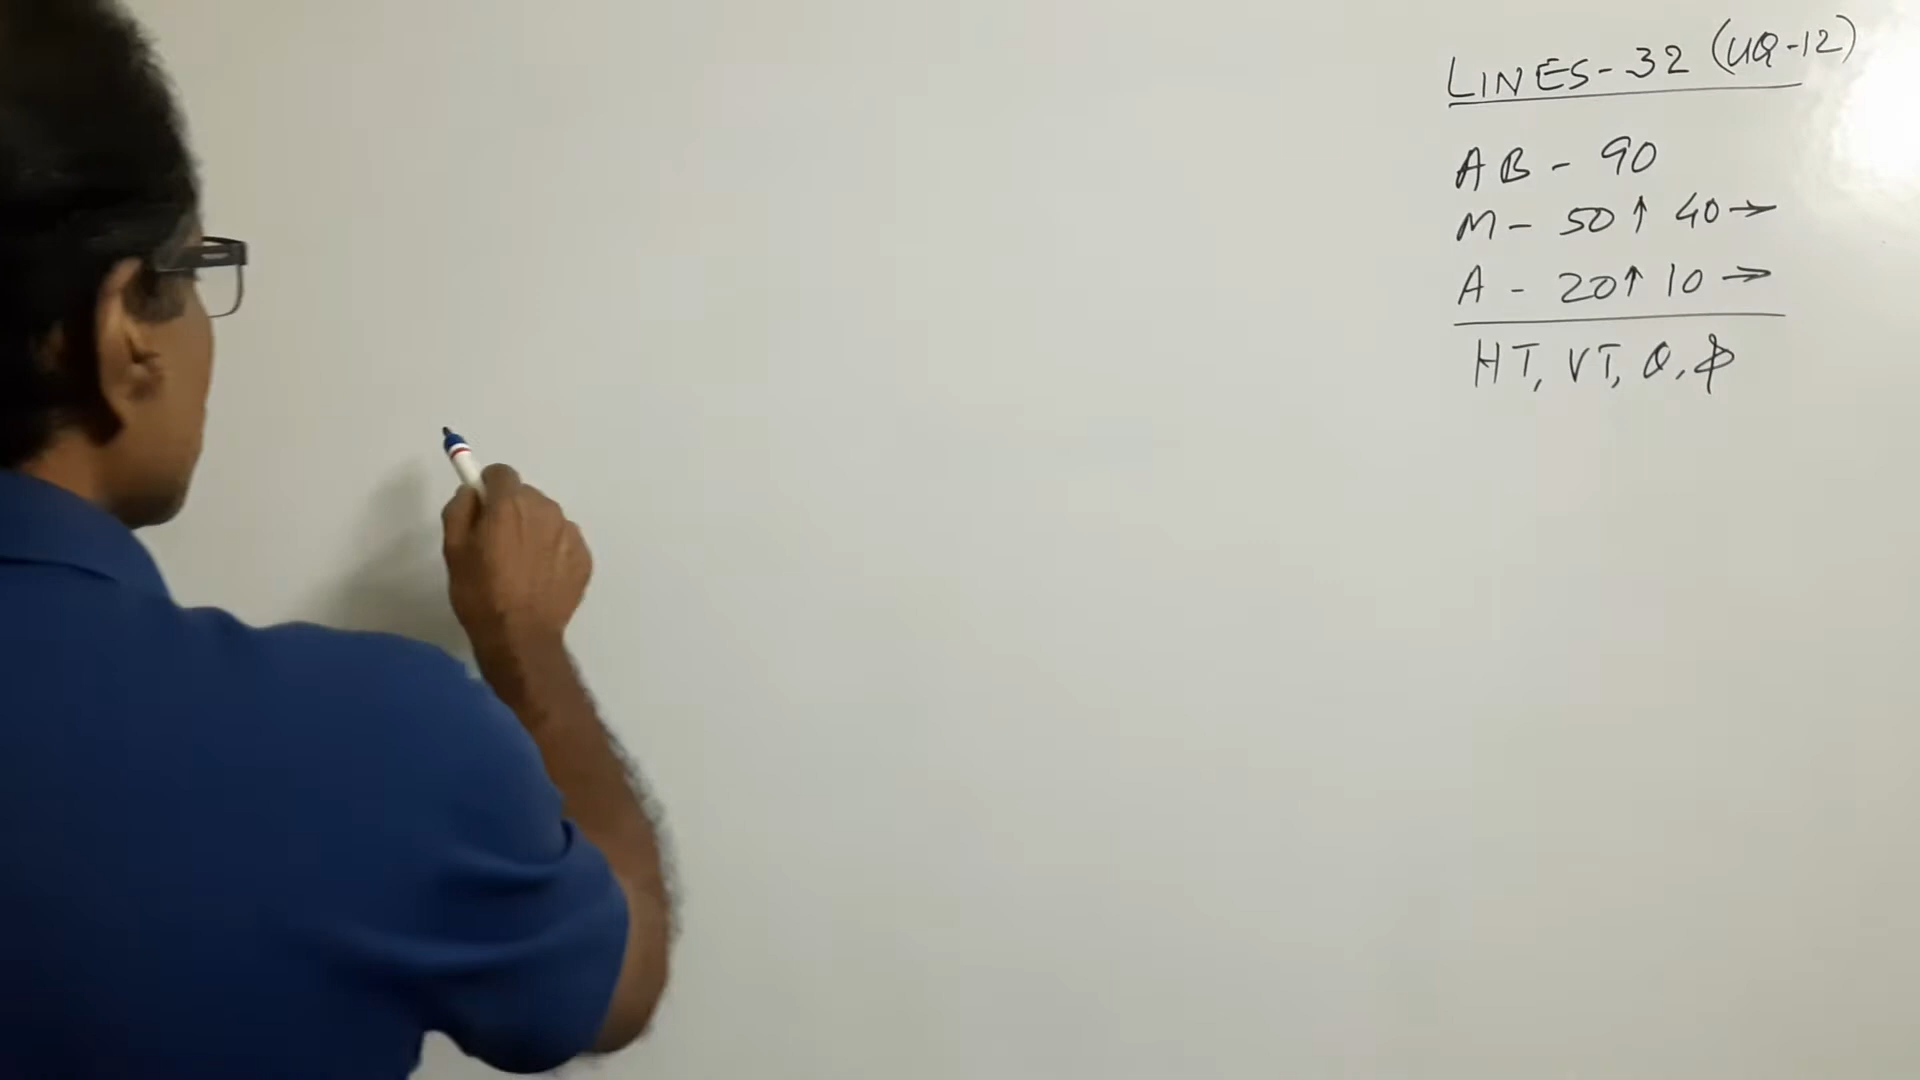 LINES-32 (UQ-12)
AB - 90
M - 50↑ 40→
A - 20↑ 10→
HT, VT, θ, φ